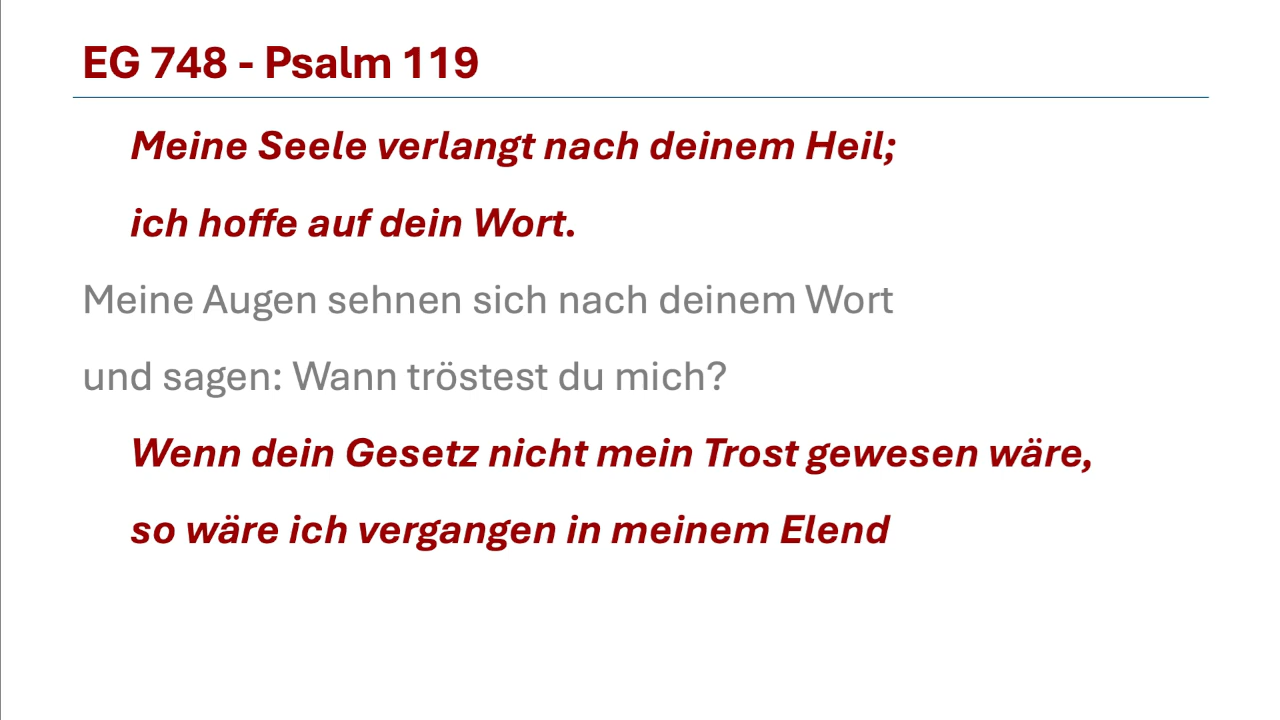 EG 748 - Psalm 119
Meine Seele verlangt nach deinem Heil;
ich hoffe auf dein Wort.
Meine Augen sehnen sich nach deinem Wort
und sagen: Wann tröstest du mich?
Wenn dein Gesetz nicht mein Trost gewesen wäre,
so wäre ich vergangen in meinem Elend